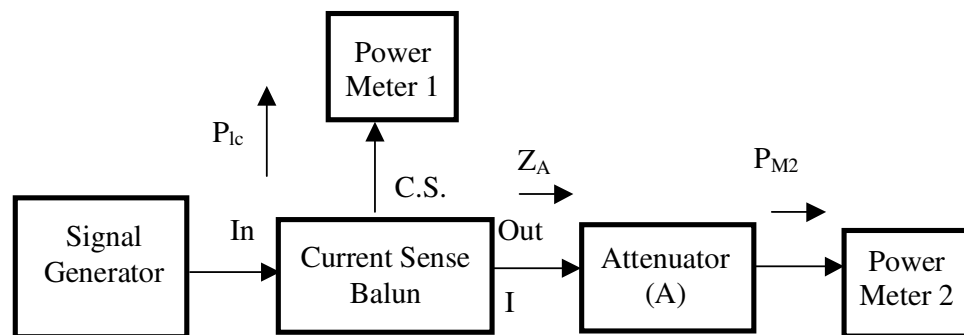 Power
Meter 1
P_lc
C.S.
Z_A
P_M2
Signal
Generator
In
Current Sense
Balun
Out
I
Attenuator
(A)
Power
Meter 2